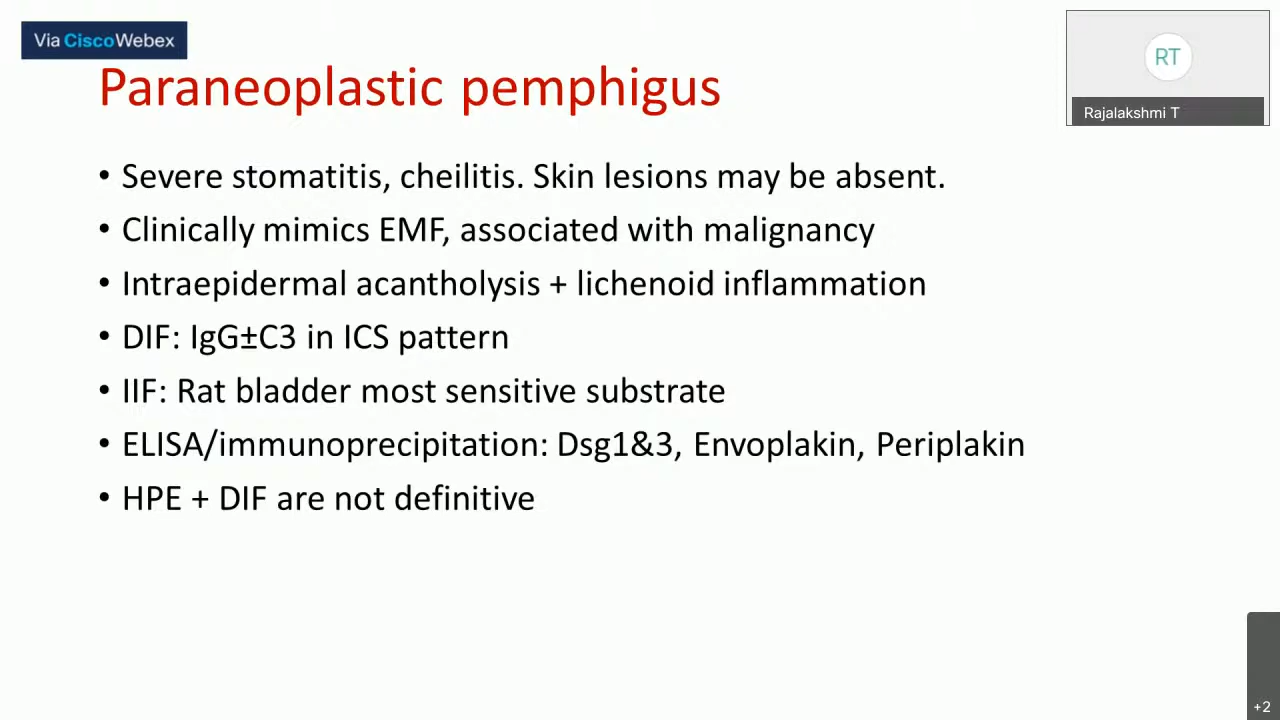 Via CiscoWebex
RT
Rajalakshmi T
Paraneoplastic pemphigus
• Severe stomatitis, cheilitis. Skin lesions may be absent.
• Clinically mimics EMF, associated with malignancy
• Intraepidermal acantholysis + lichenoid inflammation
• DIF: IgG±C3 in ICS pattern
• IIF: Rat bladder most sensitive substrate
• ELISA/immunoprecipitation: Dsg1&3, Envoplakin, Periplakin
• HPE + DIF are not definitive
+2